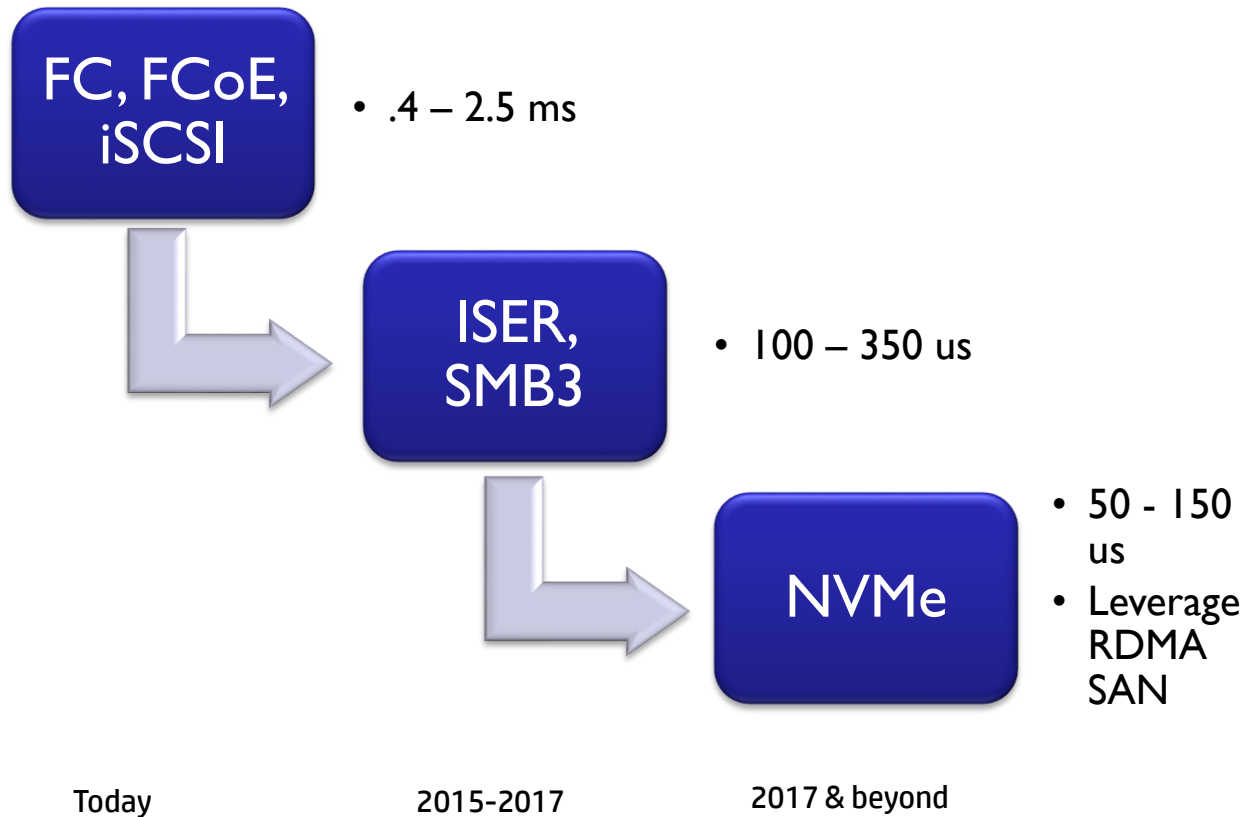 FC, FCoE,
iSCSI
• .4 – 2.5 ms
ISER,
SMB3
• 100 – 350 us
NVMe
• 50 - 150
us
• Leverage
RDMA
SAN
Today
2015-2017
2017 & beyond